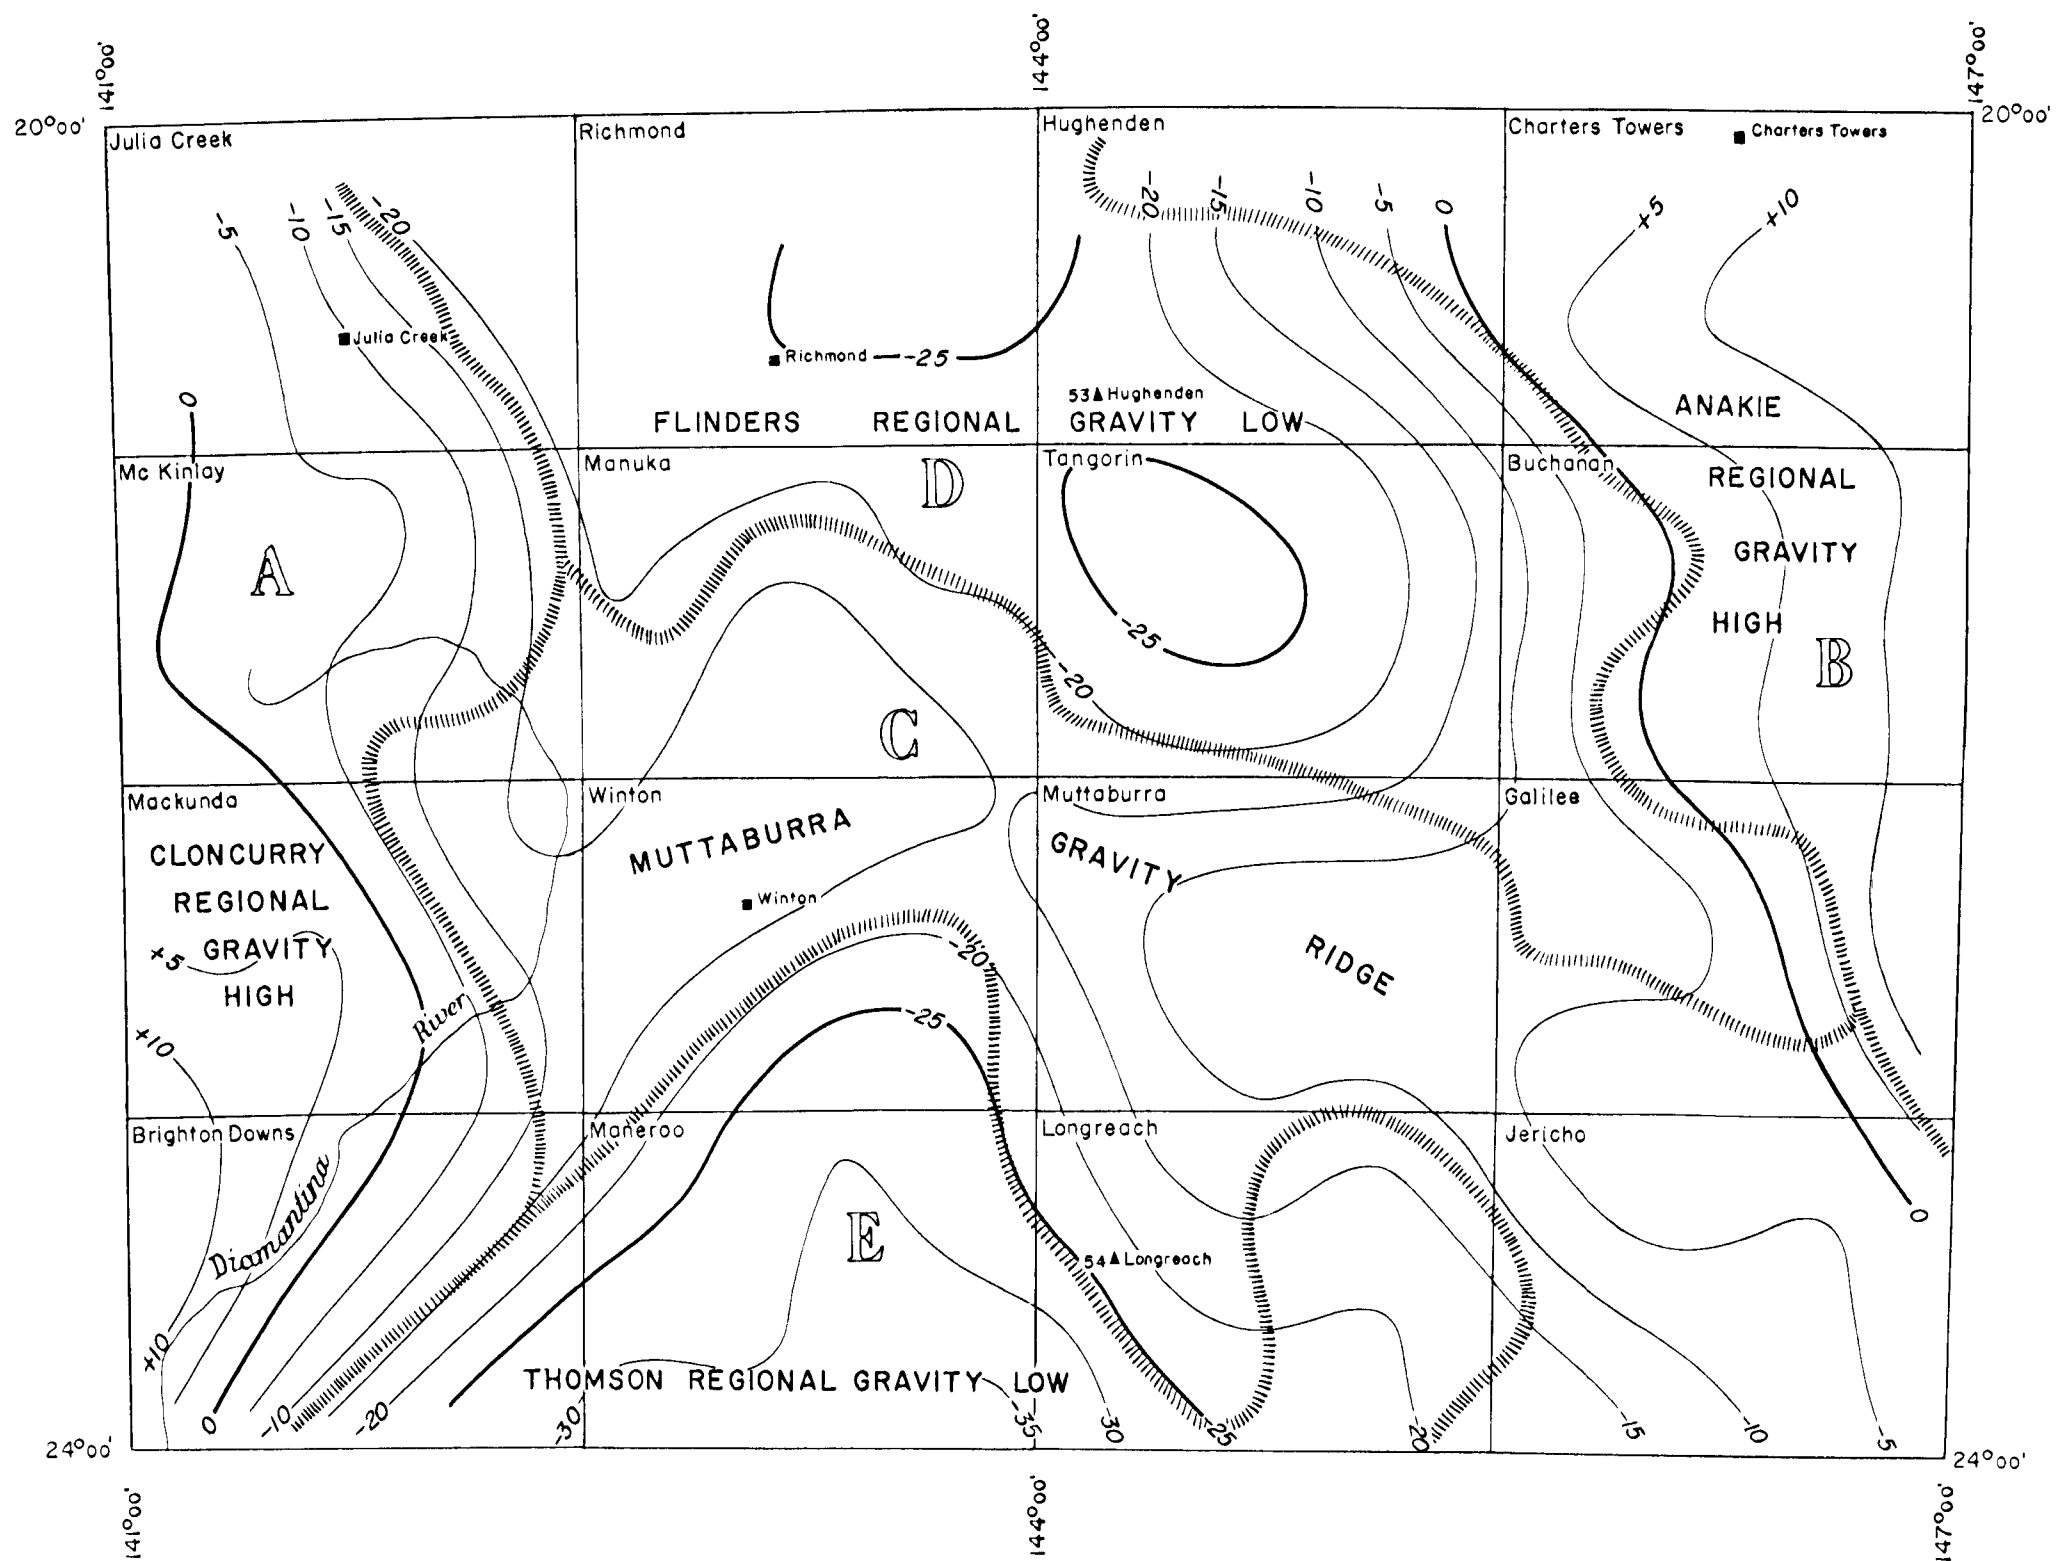 141°00'
144°00'
147°00'
20°00'
20°00'
Julia Creek
Richmond
Hughenden
Charters Towers
Charters Towers
-5
-10
-15
-20
-20
-15
-10
-5
0
+5
+10
Julia Creek
Richmond
-25
53 Hughenden
0
FLINDERS REGIONAL GRAVITY LOW
ANAKIE
REGIONAL
GRAVITY
HIGH
Mc Kinlay
Manuka
Tangorin
Buchanan
A
D
B
C
-25
-20
Mackunda
Winton
Muttaburra
Galilee
CLONCURRY
REGIONAL
GRAVITY
HIGH
MUTTABURRA
GRAVITY
RIDGE
Winton
+5
-20
+10
River
-25
Brighton Downs
Maneroo
Longreach
Jericho
Diamantina
E
54 Longreach
0
+10
THOMSON REGIONAL GRAVITY LOW
0
-10
-20
-30
-35
-30
-25
-20
-15
-10
-5
24°00'
24°00'
141°00'
144°00'
147°00'